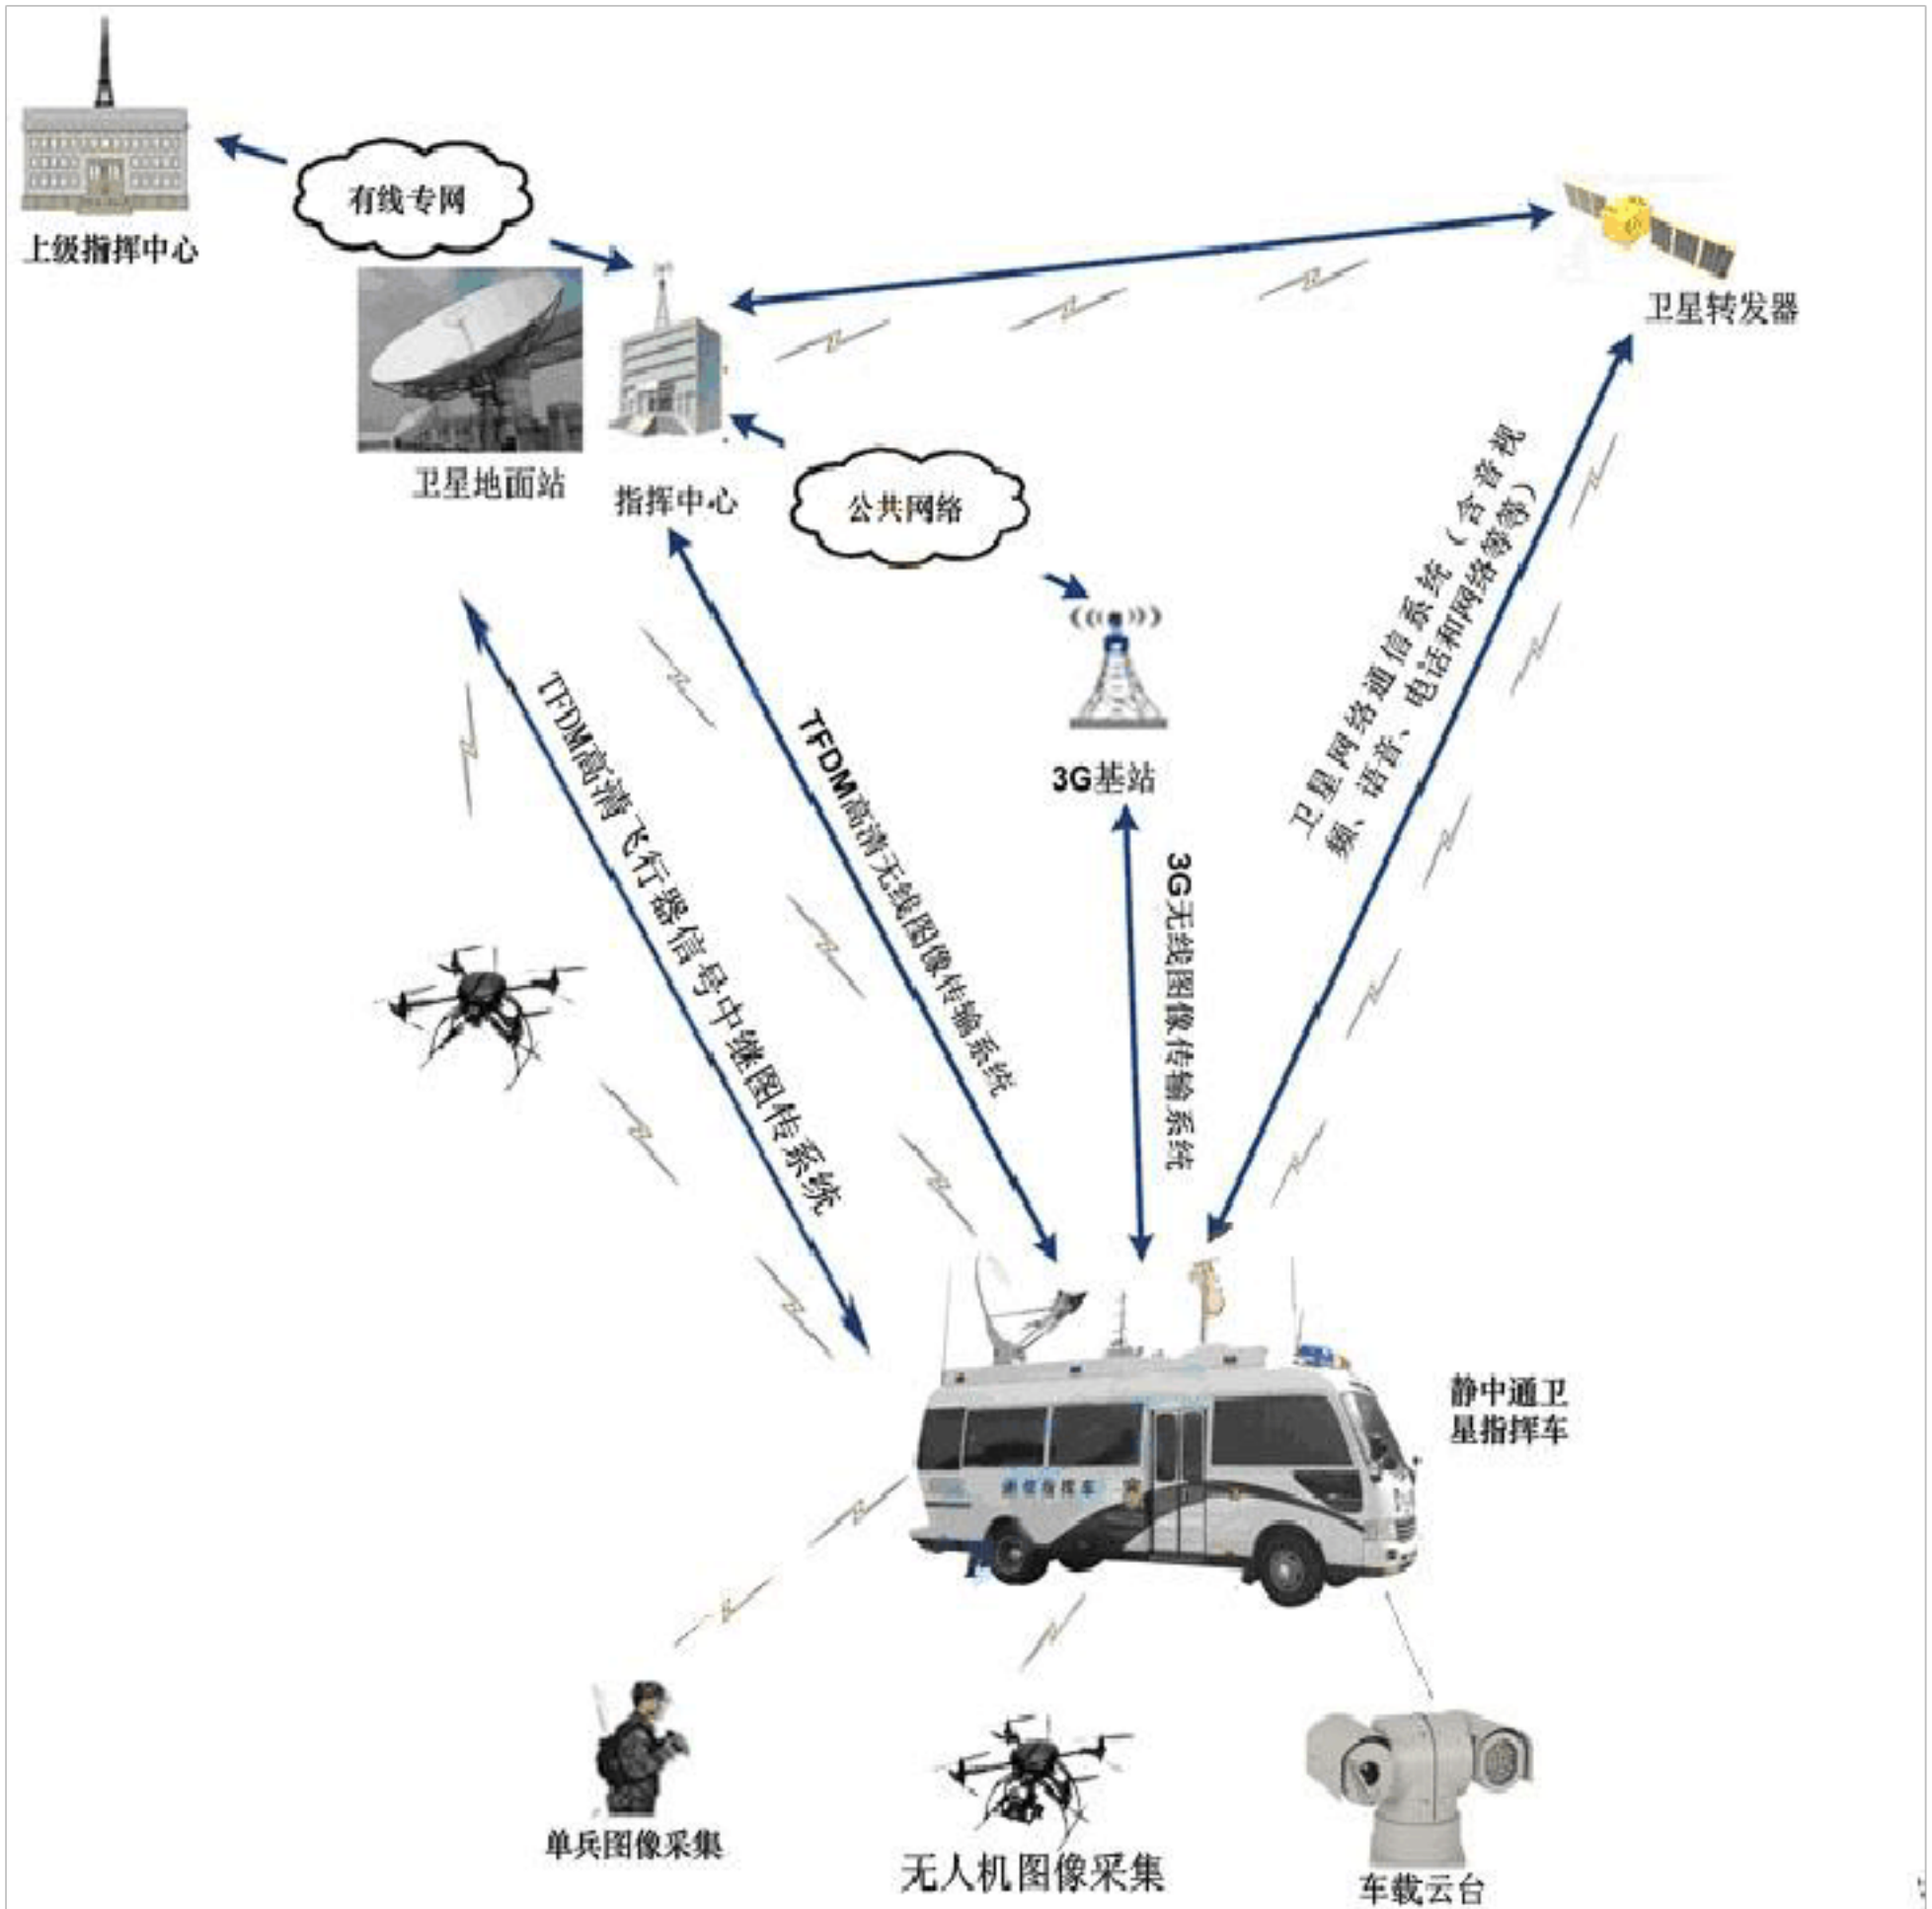 上级指挥中心
有线专网
卫星转发器
卫星地面站
指挥中心
公共网络
3G基站
TFDM高清飞行器信号中继图传系统
TFDM高清无线图像传输系统
3G无线图像传输系统
卫星网络通信系统(含音视
频、语音、电话和网络等等)
静中通卫
星指挥车
通信指挥车
单兵图像采集
无人机图像采集
车载云台